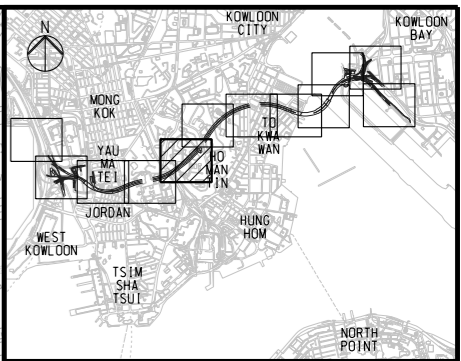 KOWLOON
CITY
KOWLOON
BAY
N
MONG
KOK
TO
KWA
WAN
YAU
MA
TEI
HO
MAN
TIN
JORDAN
HUNG
HOM
WEST
KOWLOON
TSIM
SHA
TSUI
NORTH
POINT